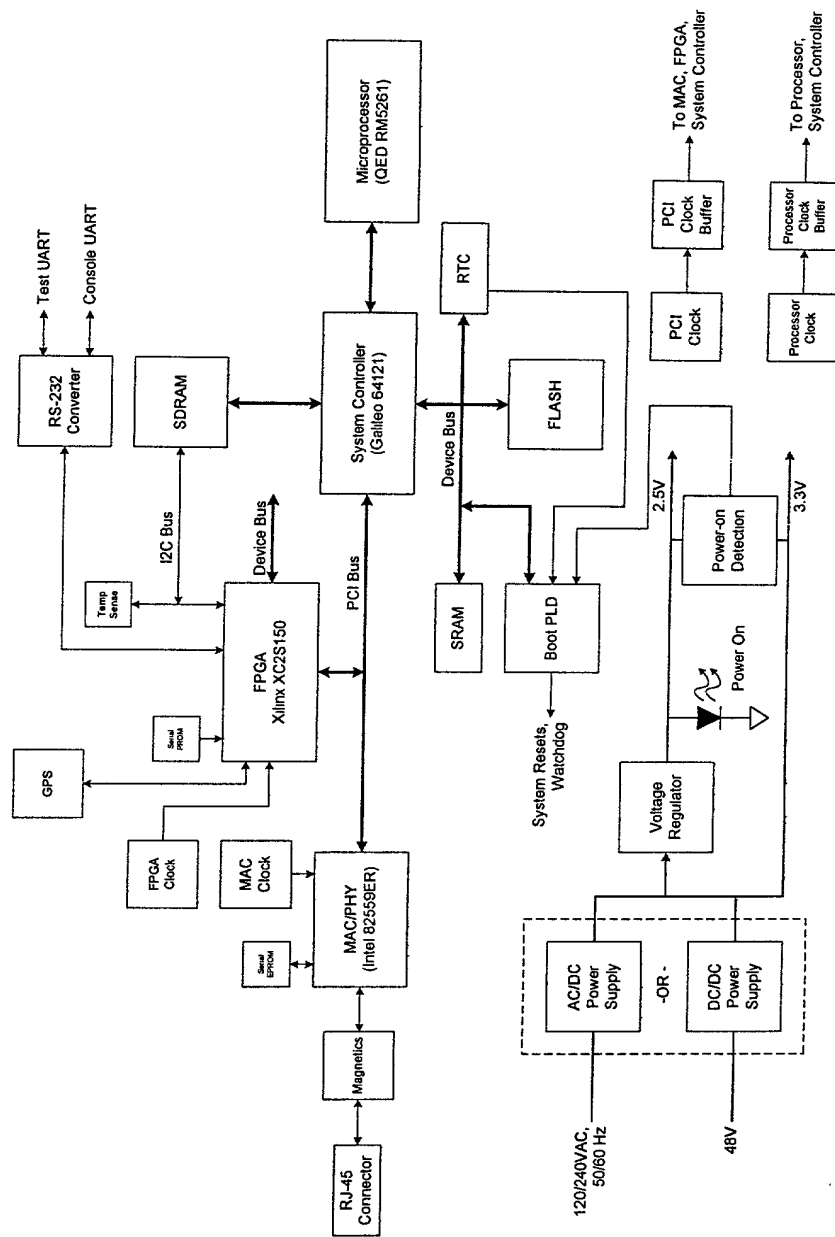 Test UART
Console UART
RS-232
Converter
SDRAM
I2C Bus
Temp
Sense
GPS
Serial
PROM
FPGA
Xilinx XC2S150
Device Bus
FPGA
Clock
MAC
Clock
Serial
EPROM
MAC/PHY
(Intel 82559ER)
Magnetics
RJ-45
Connector
PCI Bus
System Controller
(Galileo 64121)
Microprocessor
(QED RM5261)
RTC
Device Bus
SRAM
FLASH
Boot PLD
System Resets,
Watchdog
PCI
Clock
PCI
Clock
Buffer
To MAC, FPGA,
System Controller
Processor
Clock
Processor
Clock
Buffer
To Processor,
System Controller
120/240VAC,
50/60 Hz
AC/DC
Power
Supply
-OR -
48V
DC/DC
Power
Supply
Voltage
Regulator
Power On
Power-on
Detection
2.5V
3.3V